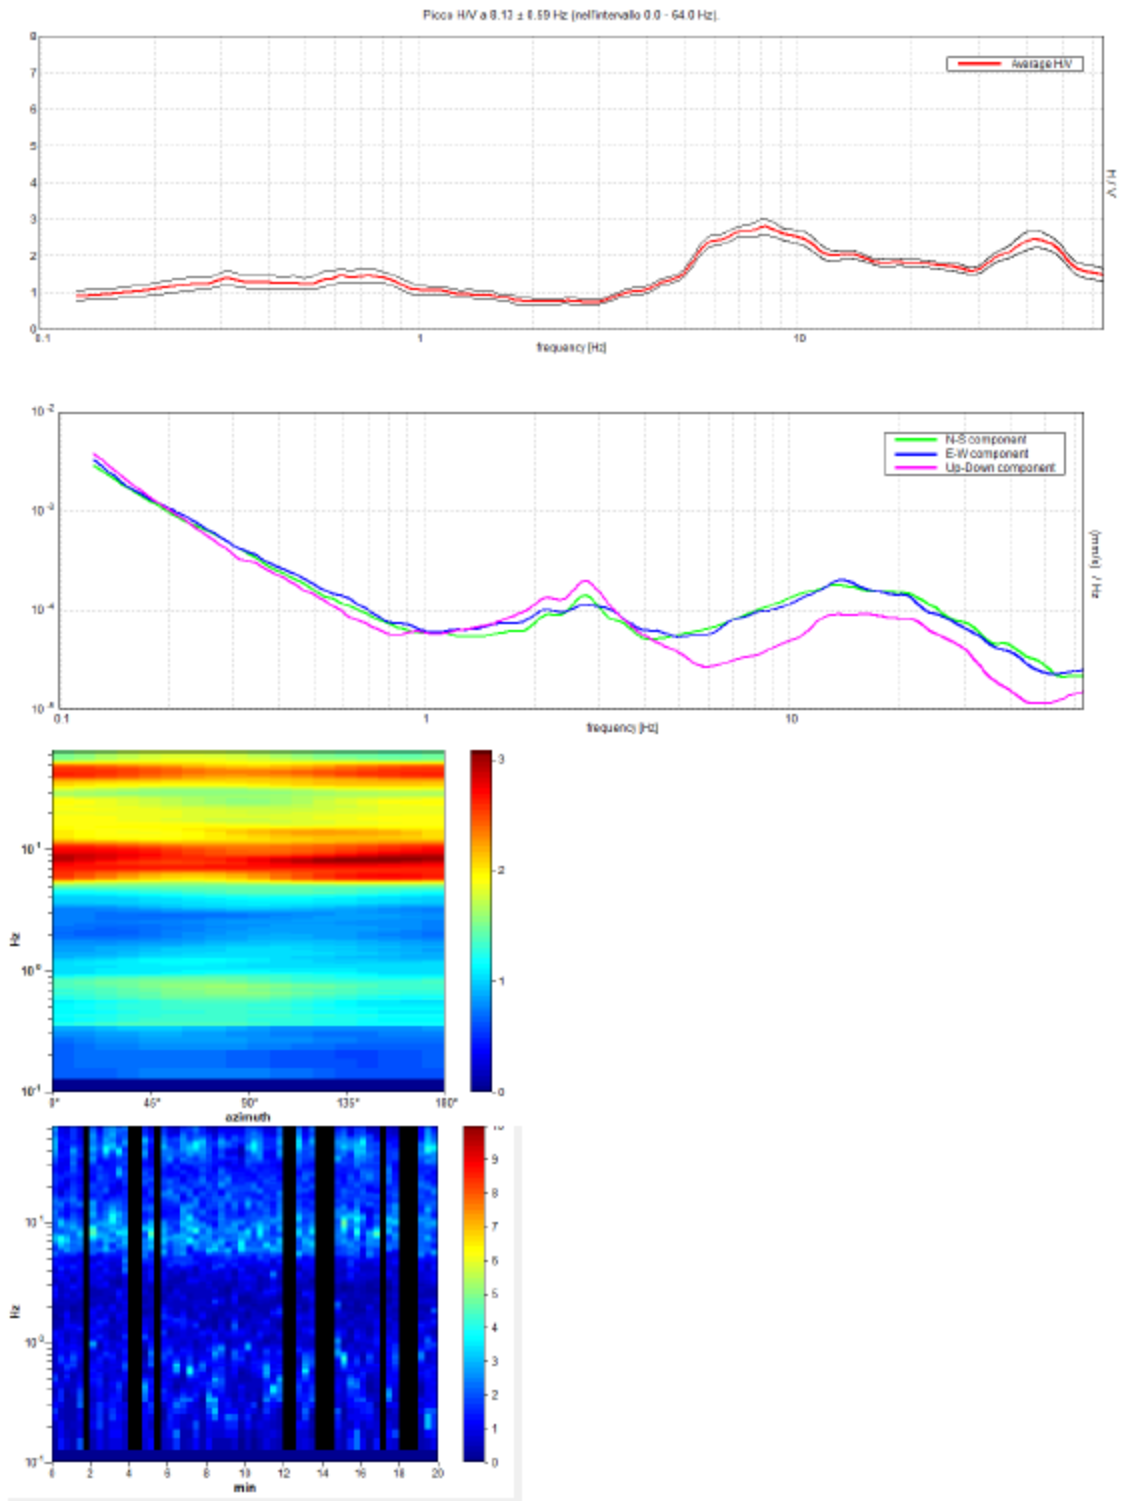 Picco H/V a 8.13 ± 0.59 Hz (nell'intervallo 0.0 - 64.0 Hz).
8
7
6
5
4
3
2
1
0
Average H/V
H / V
0.1 1 10
frequency [Hz]
10-2
10-3
10-4
10-5
N-S component
E-W component
Up-Down component
(mm/s) / Hz
0.1 1 10
frequency [Hz]
3
2
1
0
Hz
10¹
10⁰
10-1
0° 45° 90° 135° 180°
azimuth
10
9
8
7
6
5
4
3
2
1
0
Hz
0 2 4 6 8 10 12 14 16 18 20
min